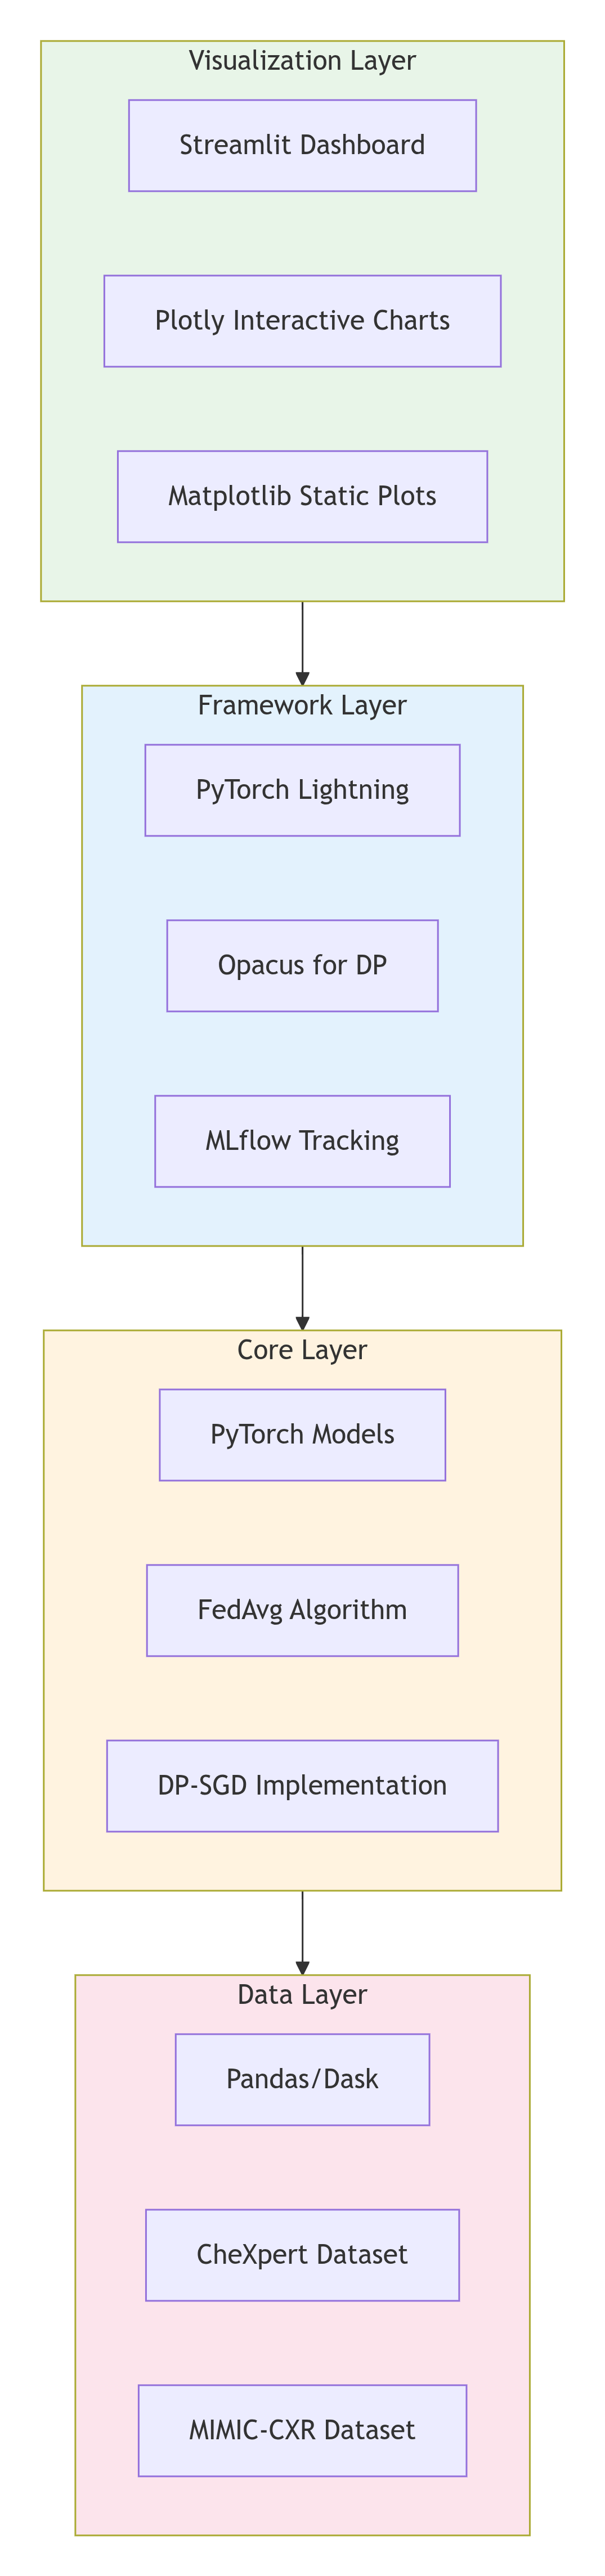 Visualization Layer
Streamlit Dashboard
Plotly Interactive Charts
Matplotlib Static Plots
Framework Layer
PyTorch Lightning
Opacus for DP
MLflow Tracking
Core Layer
PyTorch Models
FedAvg Algorithm
DP-SGD Implementation
Data Layer
Pandas/Dask
CheXpert Dataset
MIMIC-CXR Dataset